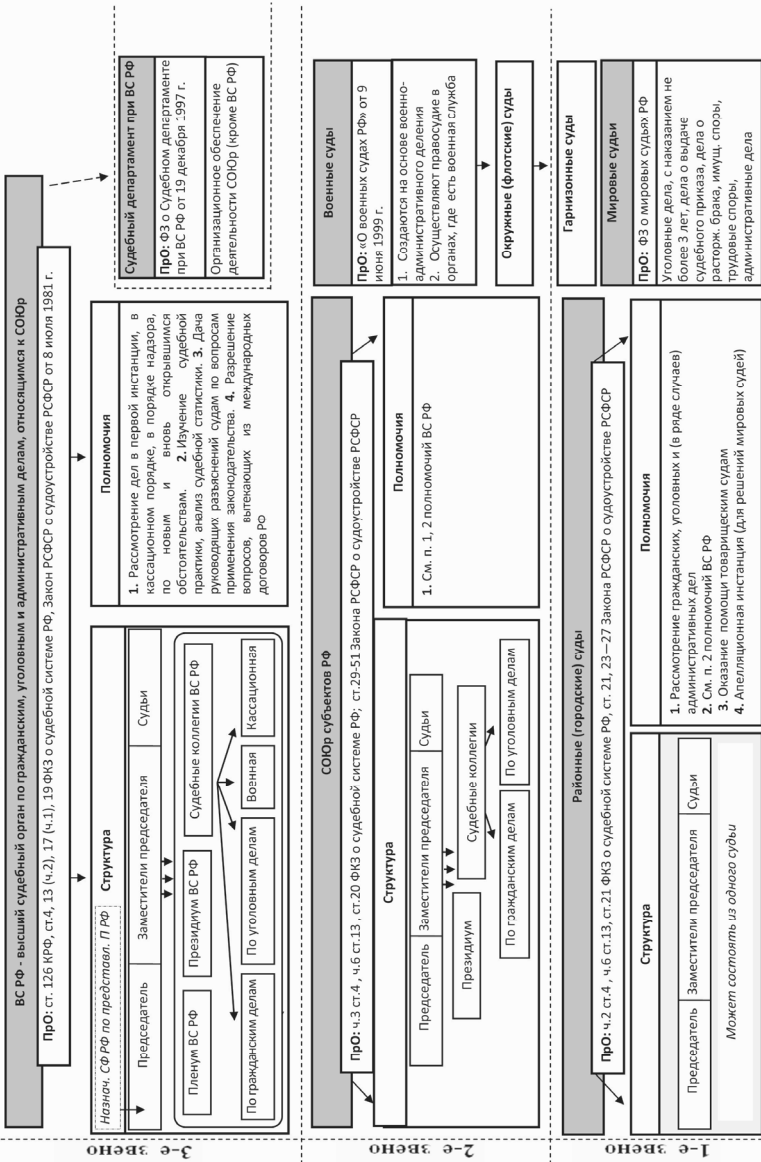 ВС РФ - высший судебный орган по гражданским, уголовным и административным делам, относящимся к СОЮр
ПрО: ст. 126 КРФ, ст.4, 13 (ч.2), 17 (ч.1), 19 ФКЗ о судебной системе РФ, Закон РСФСР с судоустройстве РСФСР от 8 июля 1981 г.
3-е звено
Назнач. СФ РФ по представл. П РФ
Структура
Председатель
Заместители председателя
Судьи
Пленум ВС РФ
Президиум ВС РФ
Судебные коллегии ВС РФ
По гражданским делам
По уголовным делам
Военная
Кассационная
Полномочия
1. Рассмотрение дел в первой инстанции, в
кассационном порядке, в порядке надзора,
по новым и вновь открывшимся
обстоятельствам. 2. Изучение судебной
практики, анализ судебной статистики. 3. Дача
руководящих разъяснений судам по вопросам
применения законодательства. 4. Разрешение
вопросов, вытекающих из международных
договоров РФ
Судебный департамент при ВС РФ
ПрО: ФЗ о Судебном департаменте
при ВС РФ от 19 декабря 1997 г.
Организационное обеспечение
деятельности СОЮр (кроме ВС РФ)
2-е звено
СОЮр субъектов РФ
ПрО: ч.3 ст.4 , ч.6 ст.13 , ст.20 ФКЗ о судебной системе РФ; ст.29-51 Закона РСФСР о судоустройстве РСФСР
Структура
Председатель
Заместители председателя
Судьи
Президиум
Судебные коллегии
По гражданским делам
По уголовным делам
Полномочия
1. См. п. 1, 2 полномочий ВС РФ
Военные суды
ПрО: «О военных судах РФ» от 9
июня 1999 г.
1. Создаются на основе военно-
административного деления
2. Осуществляют правосудие в
органах, где есть военная служба
Окружные (флотские) суды
Гарнизонные суды
1-е звено
Районные (городские) суды
ПрО: ч.2 ст.4 , ч.6 ст.13, ст.21 ФКЗ о судебной системе РФ, ст. 21, 23—27 Закона РСФСР о судоустройстве РСФСР
Структура
Председатель
Заместители председателя
Судьи
Может состоять из одного судьи
Полномочия
1. Рассмотрение гражданских, уголовных и (в ряде случаев)
административных дел
2. См. п. 2 полномочий ВС РФ
3. Оказание помощи товарищеским судам
4. Апелляционная инстанция (для решений мировых судей)
Мировые судьи
ПрО: ФЗ о мировых судьях РФ
Уголовные дела, с наказанием не
более 3 лет, дела о выдаче
судебного приказа, дела о
расторж. брака, имущ. споры,
трудовые споры,
административные дела